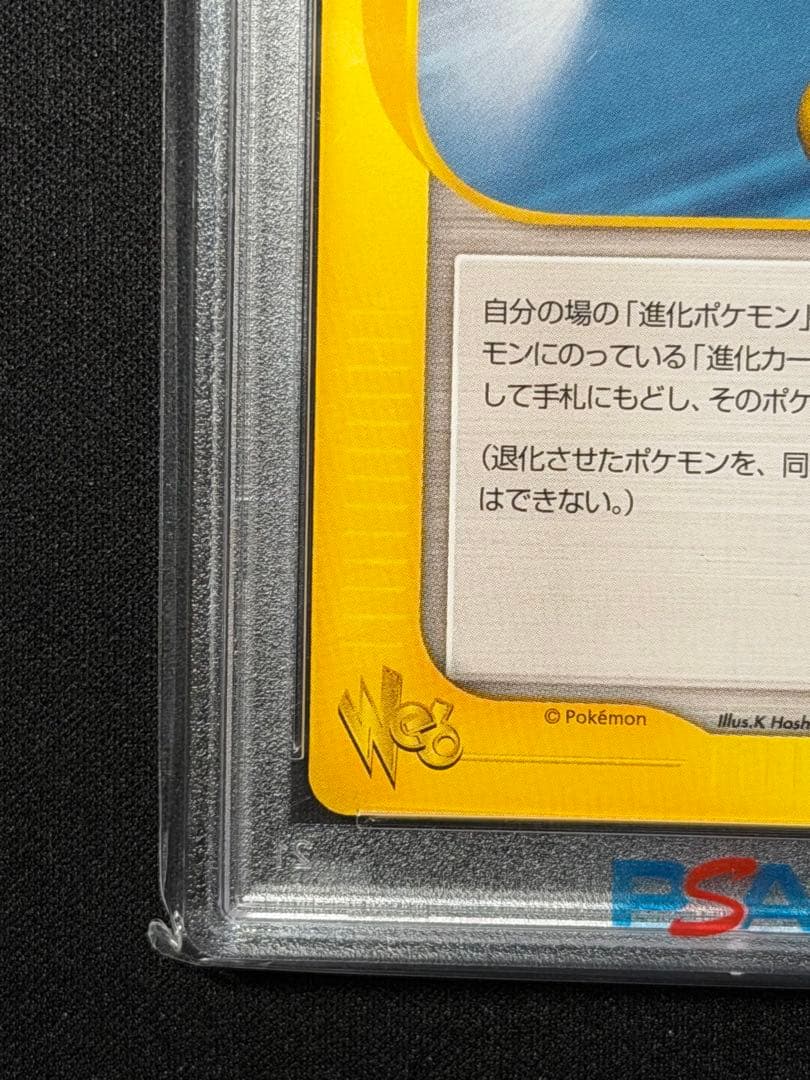 自分の場の「進化ポケモン」
モンにのっている「進化カー
して手札にもどし、そのポケ
（退化させたポケモンを、同
はできない。）
© Pokémon
Illus.K Hosh
Web
PSA